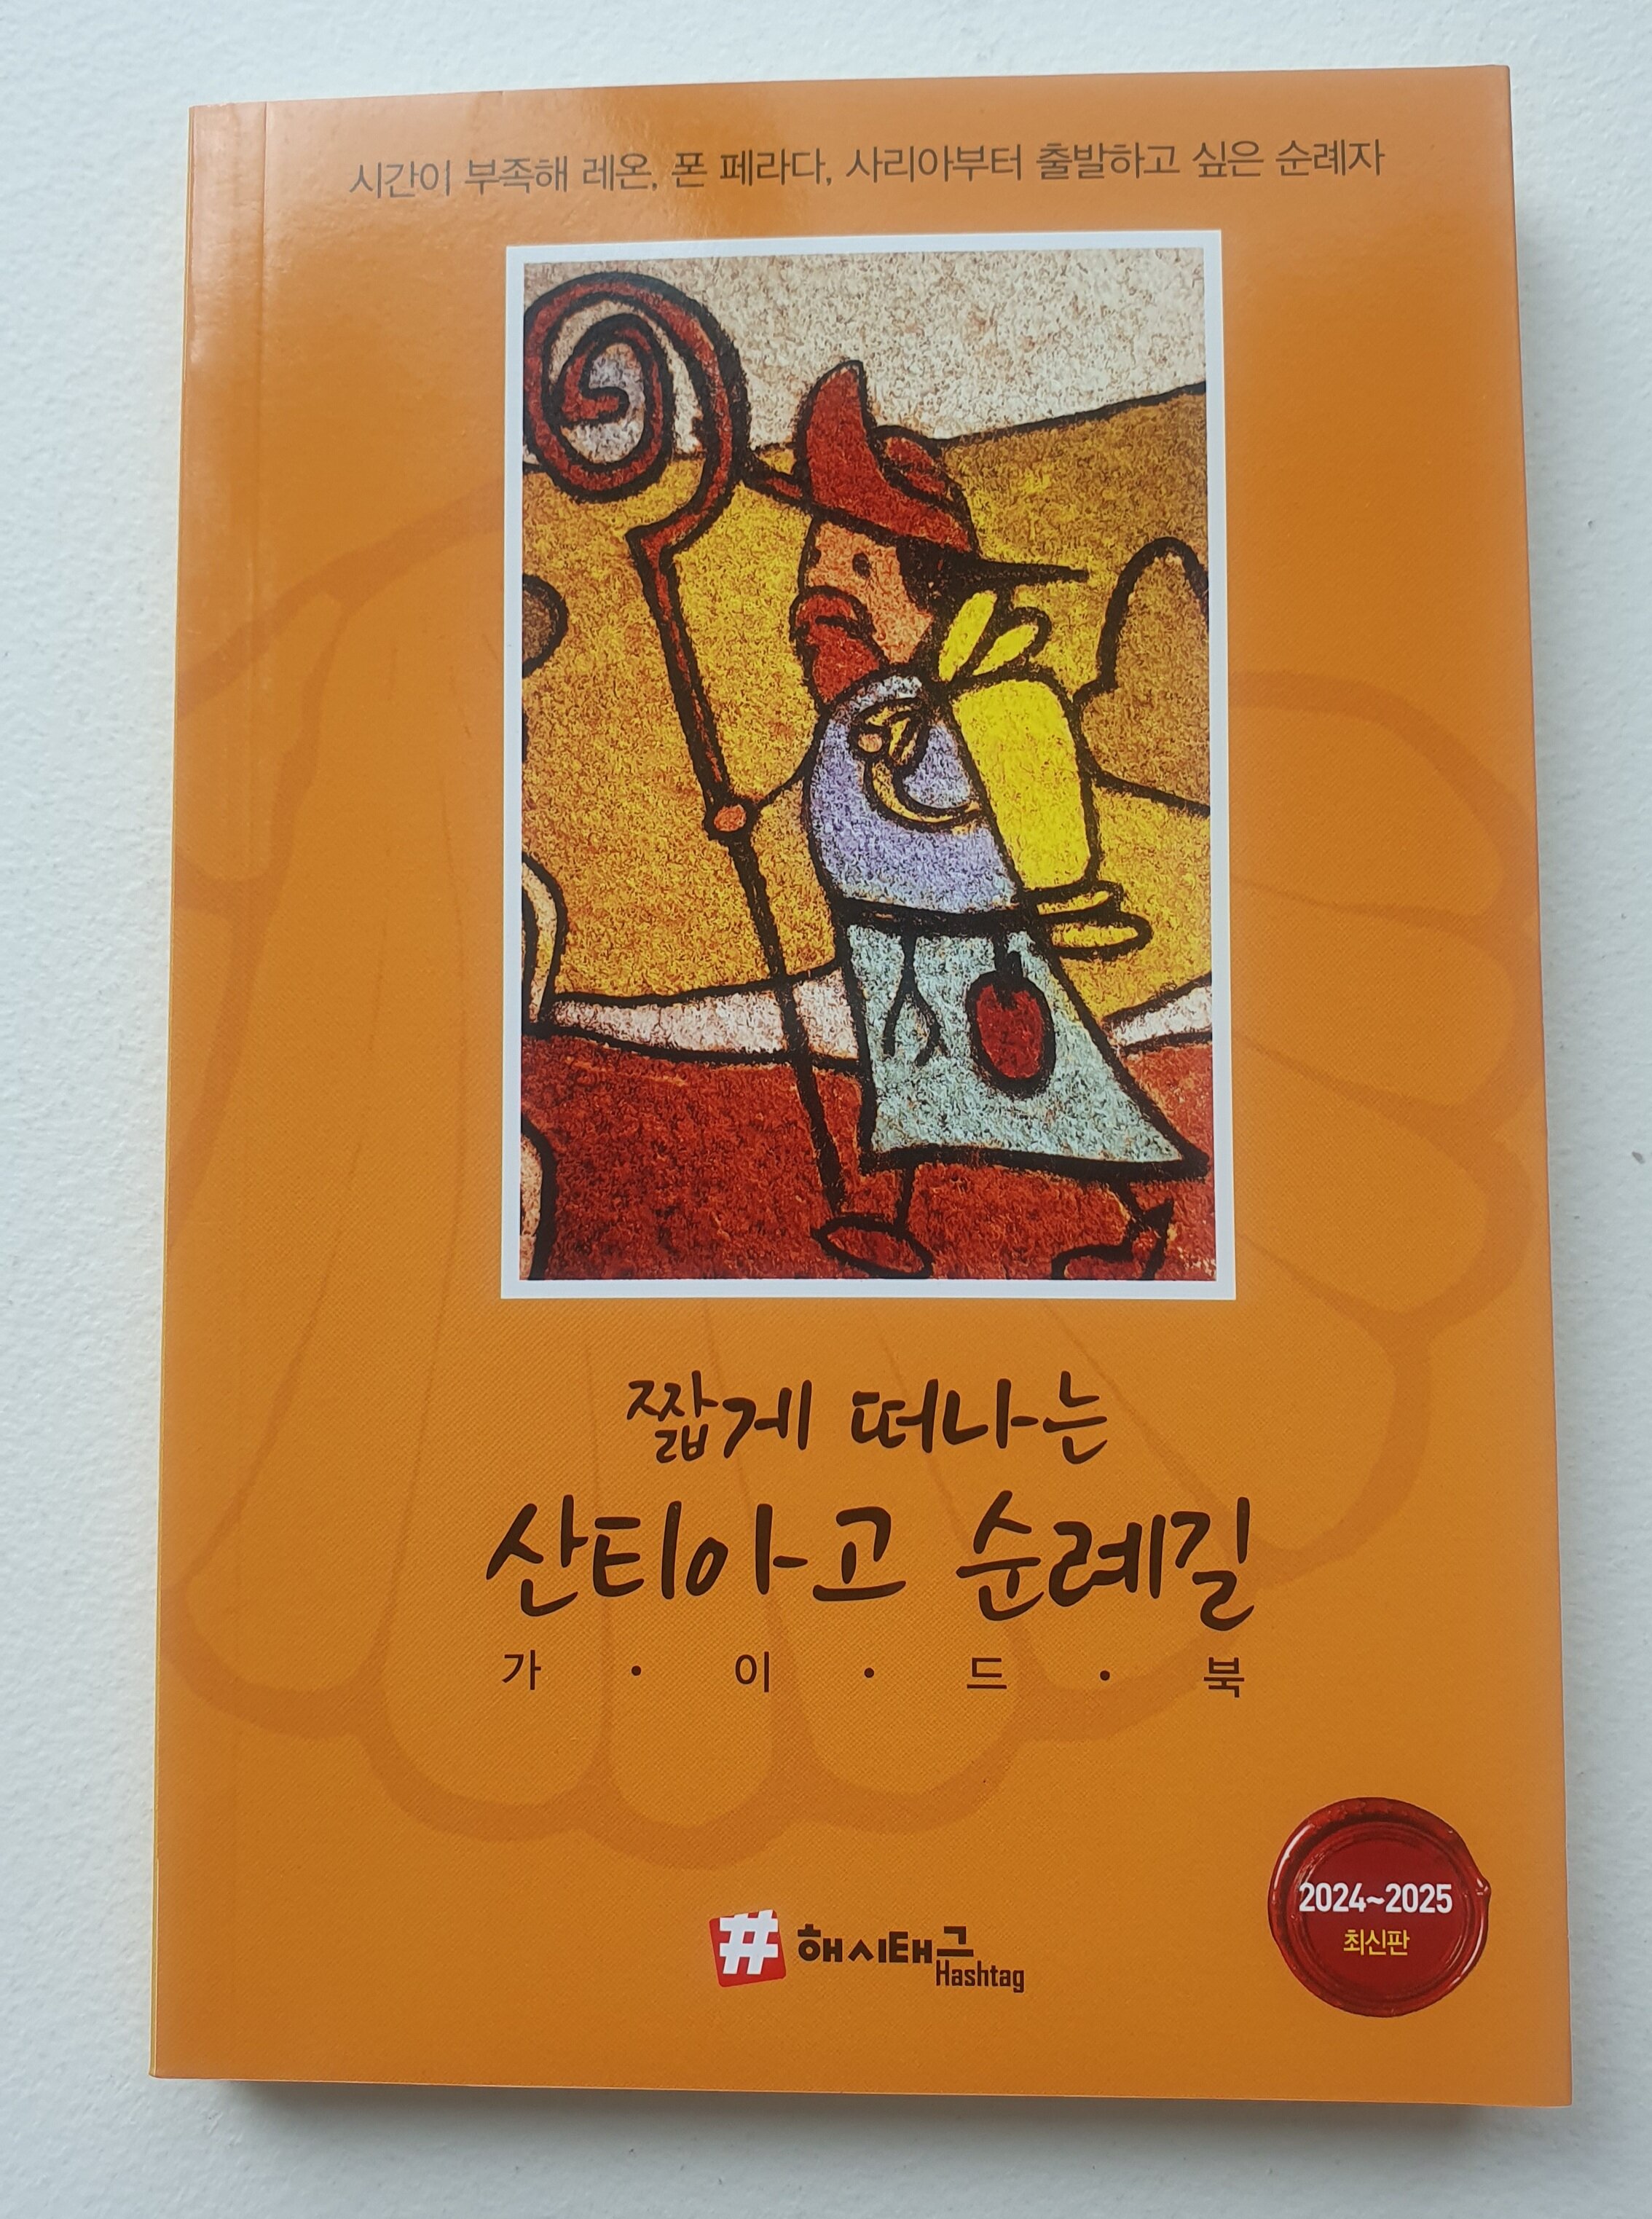 시간이 부족해 레온, 폰 페라다, 사리아부터 출발하고 싶은 순례자
짧게 떠나는
산티아고 순례길
가·이·드·북
2024~2025
최신판
# 해시태그
Hashtag